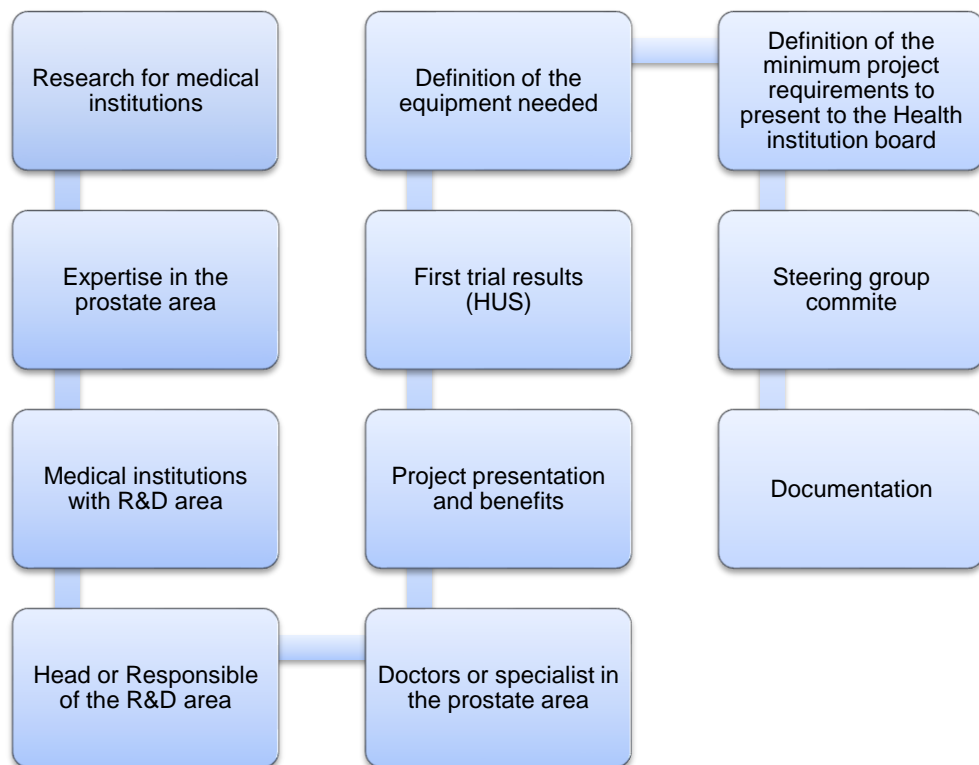 Research for medical
institutions
Expertise in the
prostate area
Medical institutions
with R&D area
Head or Responsible
of the R&D area
Doctors or specialist in
the prostate area
Project presentation
and benefits
First trial results
(HUS)
Definition of the
equipment needed
Definition of the
minimum project
requirements to
present to the Health
institution board
Steering group
commite
Documentation